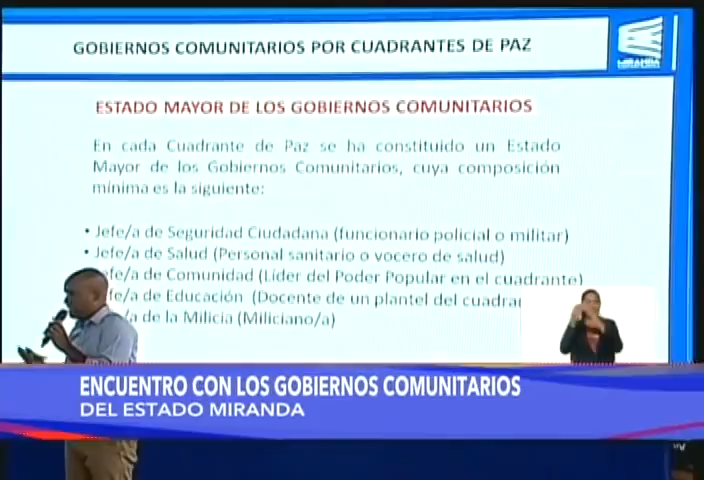 GOBIERNOS COMUNITARIOS POR CUADRANTES DE PAZ
MIRANDA
ESTADO MAYOR DE LOS GOBIERNOS COMUNITARIOS
En cada Cuadrante de Paz se ha constituido un Estado
Mayor de los Gobiernos Comunitarios, cuya composición
mínima es la siguiente:
• Jefe/a de Seguridad Ciudadana (funcionario policial o militar)
• Jefe/a de Salud (Personal sanitario o vocero de salud)
efe/a de Comunidad (Líder del Poder Popular en el cuadrante)
fe/a de Educación (Docente de un plantel del cuadra
/a de la Milicia (Miliciano/a)
ENCUENTRO CON LOS GOBIERNOS COMUNITARIOS
DEL ESTADO MIRANDA